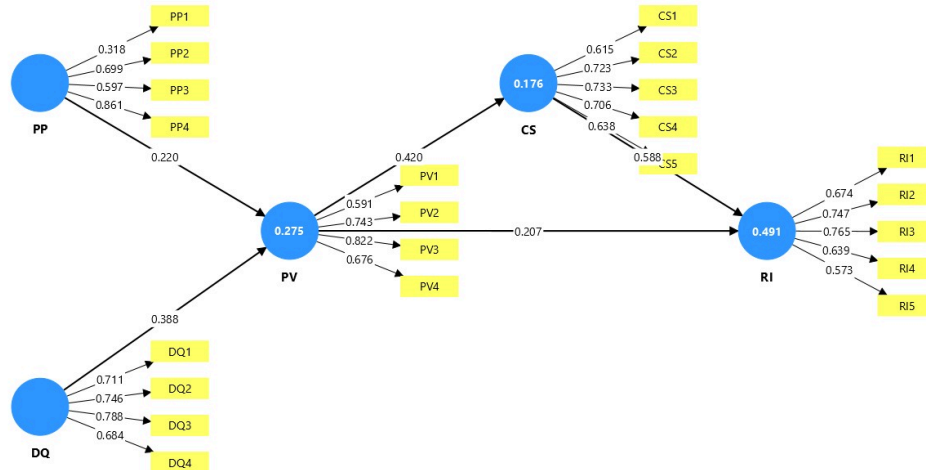 PP1
0.318
PP2
0.699
PP3
0.597
PP4
0.861
PP
0.220
CS1
0.615
CS2
0.723
CS3
0.733
CS4
0.706
CS5
0.638
0.176
CS
0.588
0.420
PV1
0.591
PV2
0.743
PV3
0.822
PV4
0.676
0.275
PV
0.207
RI1
0.674
RI2
0.747
RI3
0.765
RI4
0.639
RI5
0.573
0.491
RI
0.388
DQ1
0.711
DQ2
0.746
DQ3
0.788
DQ4
0.684
DQ